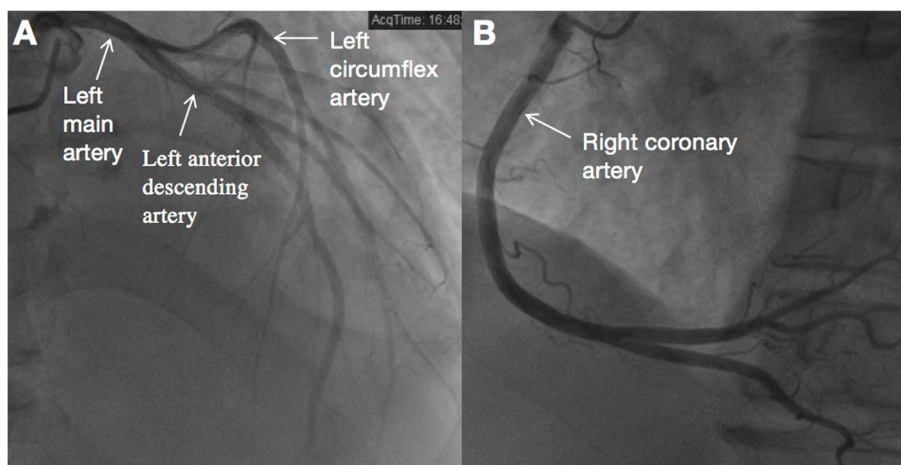 A
AcqTime: 16:48:
Left
circumflex
artery
Left
main
artery
Left anterior
descending
artery
B
Right coronary
artery